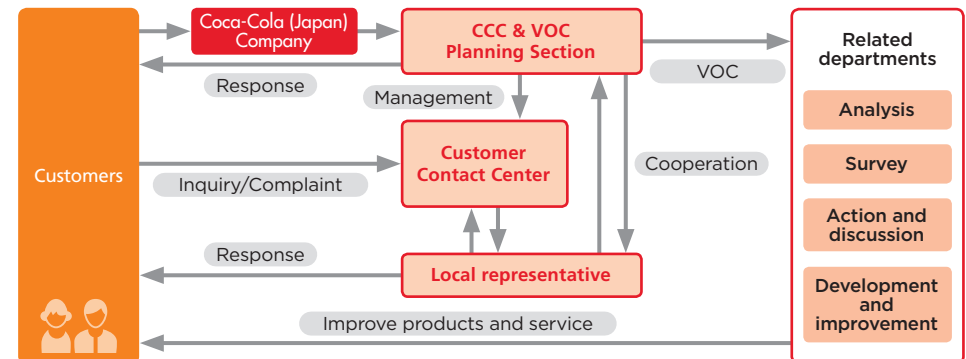 Coca-Cola (Japan)
Company
CCC & VOC
Planning Section
Related
departments
Response
VOC
Management
Analysis
Customers
Customer
Contact Center
Cooperation
Survey
Inquiry/Complaint
Action and
discussion
Response
Local representative
Development
and
improvement
Improve products and service